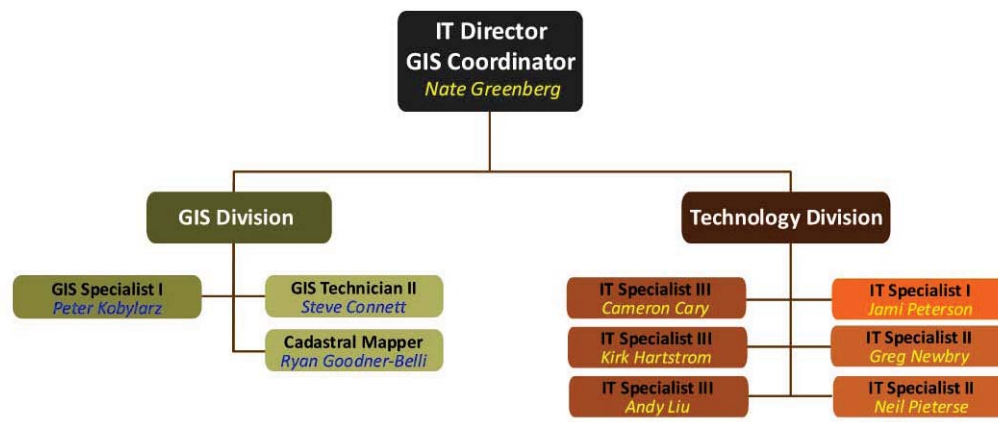 IT Director
GIS Coordinator
Nate Greenberg
GIS Division
Technology Division
GIS Specialist I
Peter Kobylarz
GIS Technician II
Steve Connett
Cadastral Mapper
Ryan Goodner-Belli
IT Specialist III
Cameron Cary
IT Specialist I
Jami Peterson
IT Specialist III
Kirk Hartstrom
IT Specialist II
Greg Newbry
IT Specialist III
Andy Liu
IT Specialist II
Neil Pieterse